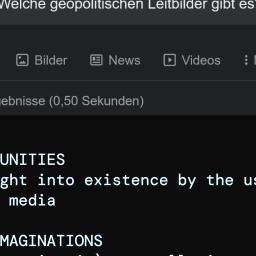 Welche geopolitischen Leitbilder gibt es
Bilder News Videos
ebnisse (0,50 Sekunden)
UNITIES
ght into existence by the us
media
MAGINATIONS